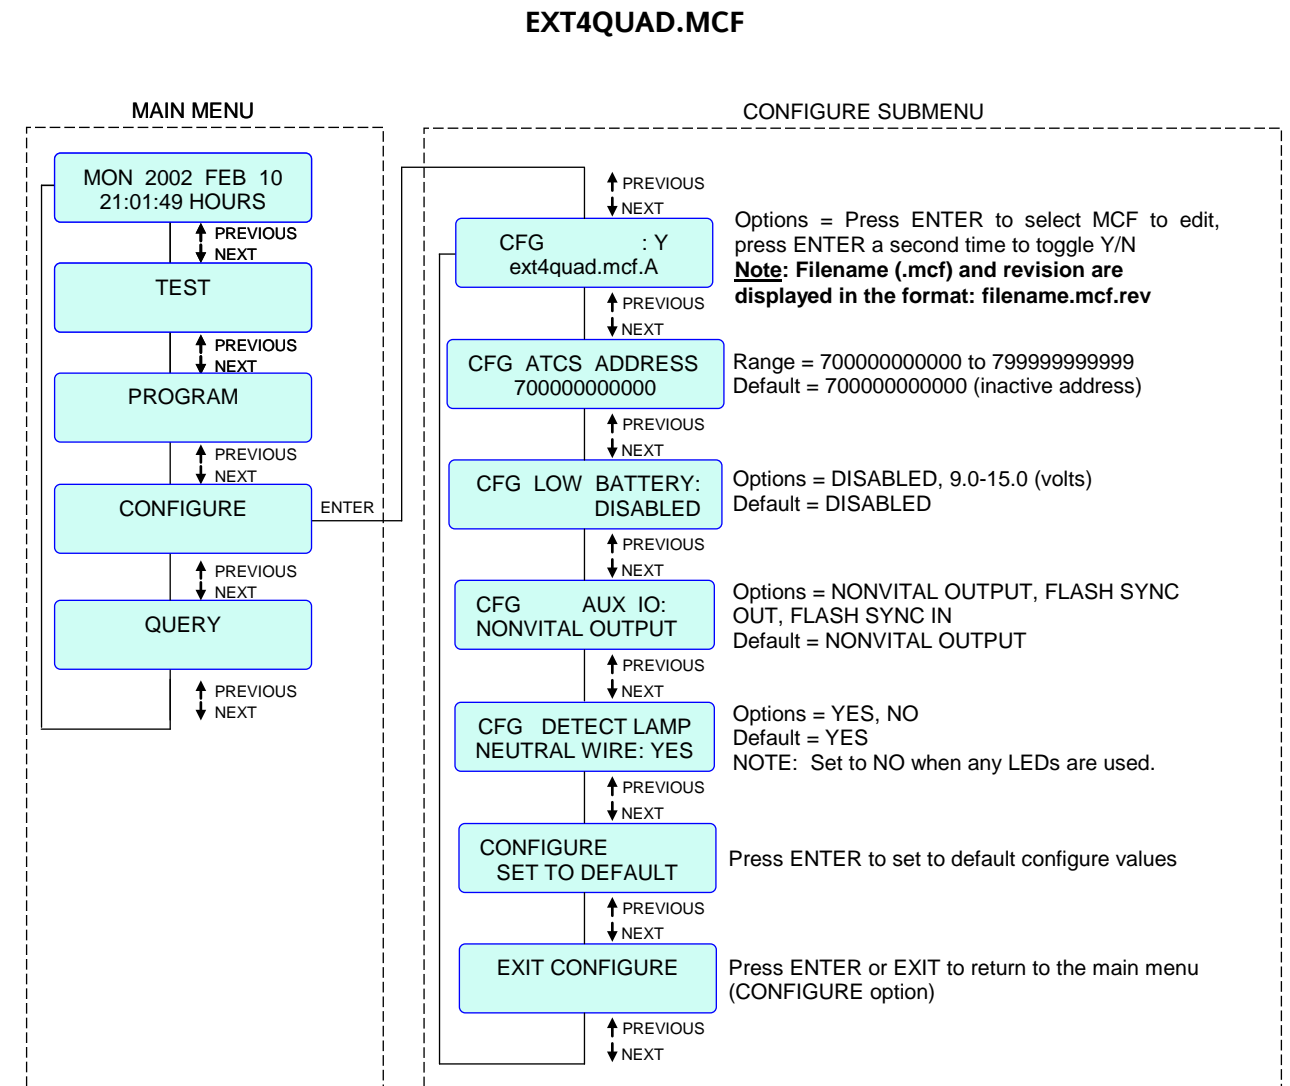 EXT4QUAD.MCF
MAIN MENU
MON 2002 FEB 10
21:01:49 HOURS
PREVIOUS
NEXT
TEST
PREVIOUS
NEXT
PROGRAM
PREVIOUS
NEXT
CONFIGURE
ENTER
PREVIOUS
NEXT
QUERY
PREVIOUS
NEXT
CONFIGURE SUBMENU
PREVIOUS
NEXT
CFG : Y
ext4quad.mcf.A
Options = Press ENTER to select MCF to edit,
press ENTER a second time to toggle Y/N
Note: Filename (.mcf) and revision are
displayed in the format: filename.mcf.rev
PREVIOUS
NEXT
CFG ATCS ADDRESS
700000000000
Range = 700000000000 to 799999999999
Default = 700000000000 (inactive address)
PREVIOUS
NEXT
CFG LOW BATTERY:
DISABLED
Options = DISABLED, 9.0-15.0 (volts)
Default = DISABLED
PREVIOUS
NEXT
CFG AUX IO:
NONVITAL OUTPUT
Options = NONVITAL OUTPUT, FLASH SYNC
OUT, FLASH SYNC IN
Default = NONVITAL OUTPUT
PREVIOUS
NEXT
CFG DETECT LAMP
NEUTRAL WIRE: YES
Options = YES, NO
Default = YES
NOTE: Set to NO when any LEDs are used.
PREVIOUS
NEXT
CONFIGURE
SET TO DEFAULT
Press ENTER to set to default configure values
PREVIOUS
NEXT
EXIT CONFIGURE
Press ENTER or EXIT to return to the main menu
(CONFIGURE option)
PREVIOUS
NEXT